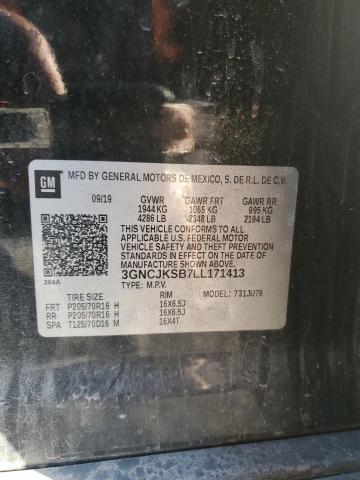 GM
MFD BY GENERAL MOTORS DE MEXICO, S. DE R.L. DE C.V.
09/19 GVWR GAWR FRT GAWR RR
1944 KG 1065 KG 995 KG
4286 LB 2348 LB 2194 LB
THIS VEHICLE CONFORMS TO ALL
APPLICABLE U.S. FEDERAL MOTOR
VEHICLE SAFETY AND THEFT PREVENTION
STANDARDS IN EFFECT ON THE DATE OF
MANUFACTURE SHOWN ABOVE.
3GNCJKSB7LL171413
384A TYPE: M.P.V. MODEL: 731JU76
TIRE SIZE RIM
FRT P205/70R16 H 16X6.5J
RR P205/70R16 H 16X6.5J
SPA T125/70D16 M 16X4T